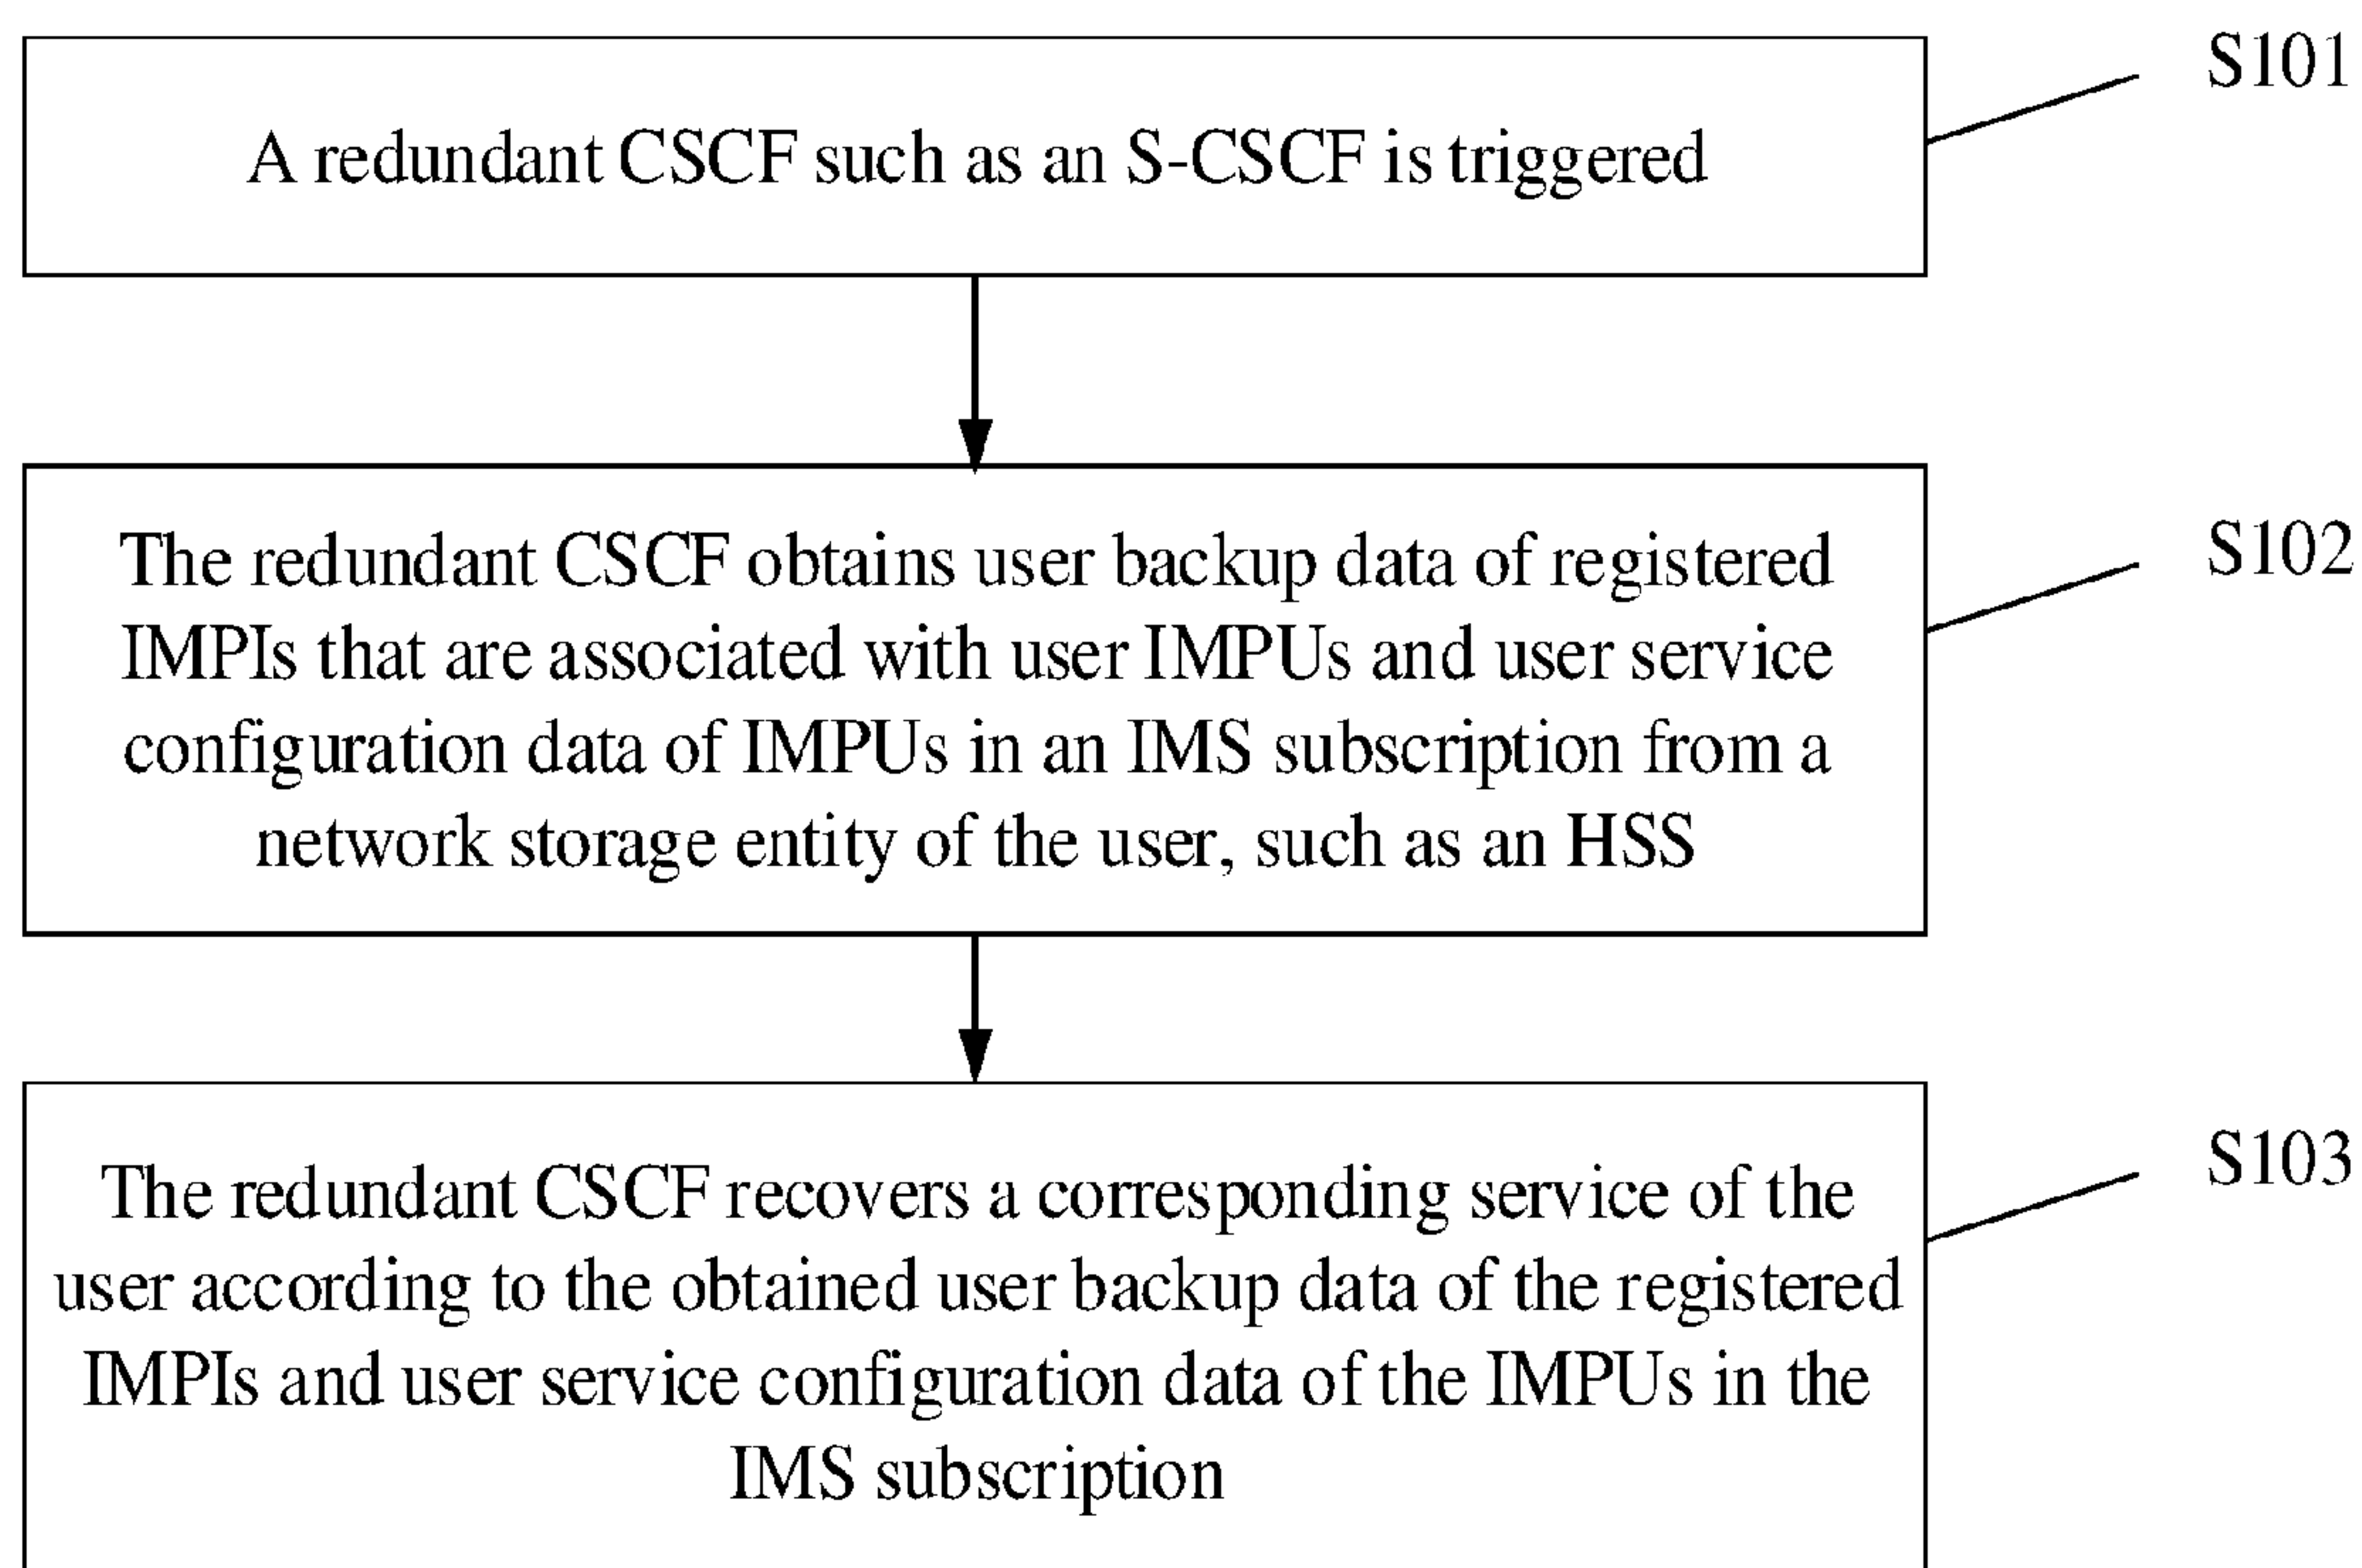 A redundant CSCF such as an S-CSCF is triggered
S101
The redundant CSCF obtains user backup data of registered
IMPIs that are associated with user IMPUs and user service
configuration data of IMPUs in an IMS subscription from a
network storage entity of the user, such as an HSS
S102
The redundant CSCF recovers a corresponding service of the
user according to the obtained user backup data of the registered
IMPIs and user service configuration data of the IMPUs in the
IMS subscription
S103